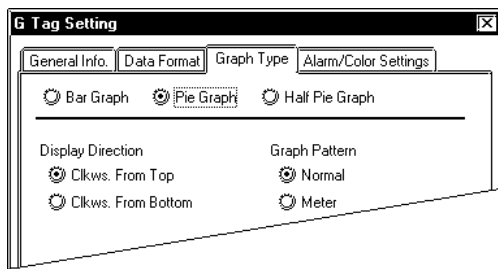 G Tag Setting
General Info. Data Format Graph Type Alarm/Color Settings
Bar Graph Pie Graph Half Pie Graph
Display Direction Graph Pattern
Clkws. From Top Normal
Clkws. From Bottom Meter